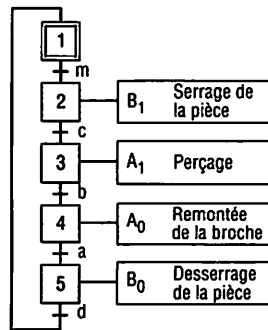 1
m
2
B1 Serrage de
la pièce
c
3
A1 Perçage
b
4
A0 Remontée
de la broche
a
5
B0 Desserrage
de la pièce
d